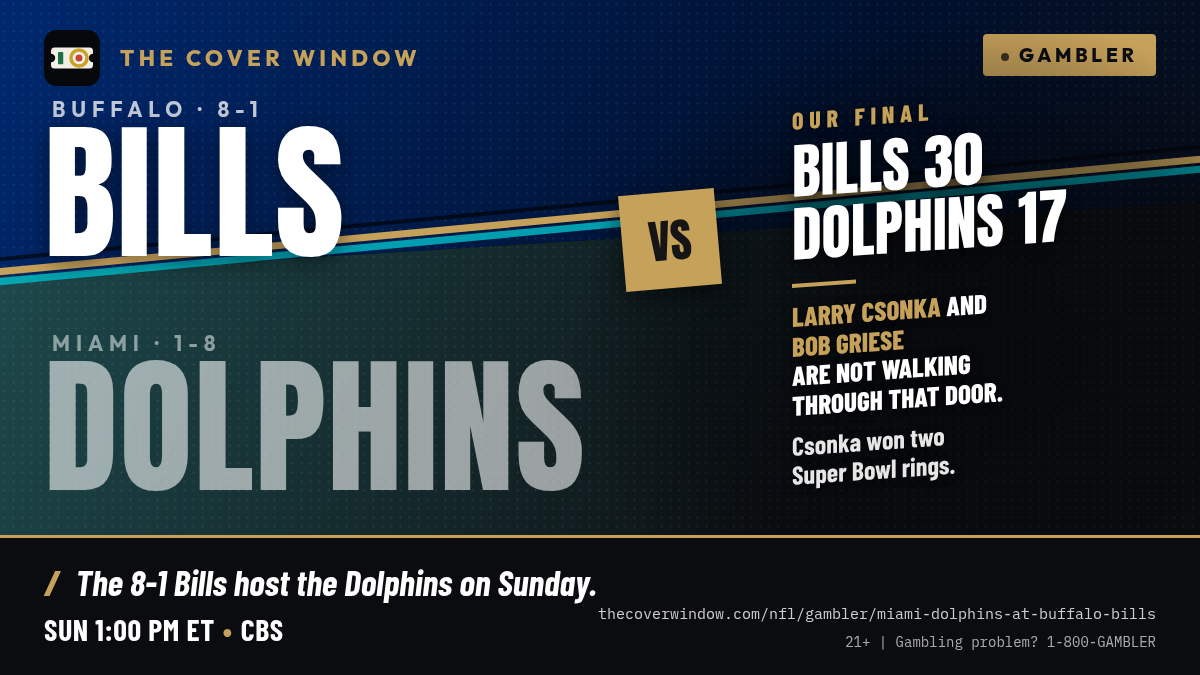 THE COVER WINDOW
• GAMBLER
BUFFALO · 8-1
BILLS
VS
MIAMI · 1-8
DOLPHINS
OUR FINAL
BILLS 30
DOLPHINS 17
LARRY CSONKA AND
BOB GRIESE
ARE NOT WALKING
THROUGH THAT DOOR.
Csonka won two
Super Bowl rings.
/ The 8-1 Bills host the Dolphins on Sunday.
SUN 1:00 PM ET • CBS
thecoverwindow.com/nfl/gambler/miami-dolphins-at-buffalo-bills
21+ | Gambling problem? 1-800-GAMBLER